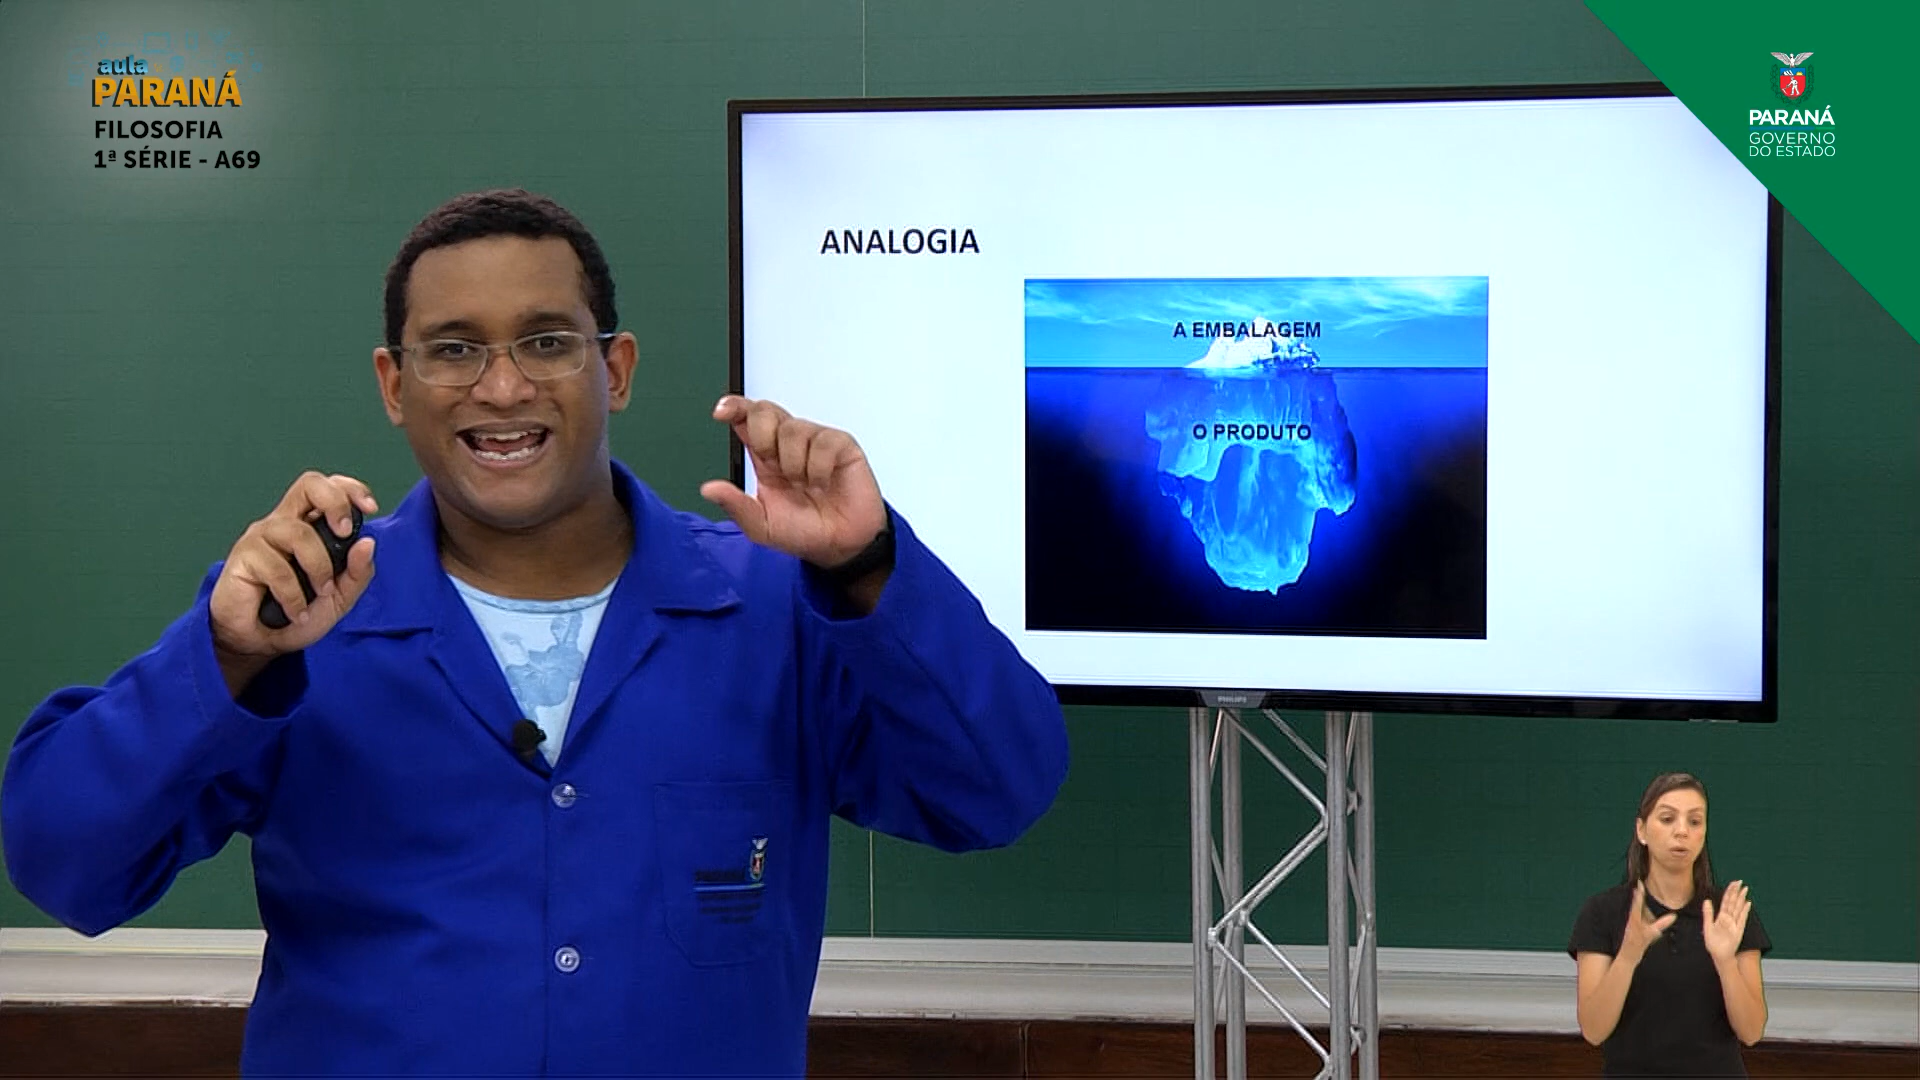 aula
PARANÁ
FILOSOFIA
1ª SÉRIE - A69
PARANÁ
GOVERNO
DO ESTADO
ANALOGIA
A EMBALAGEM
O PRODUTO
PHILIPS